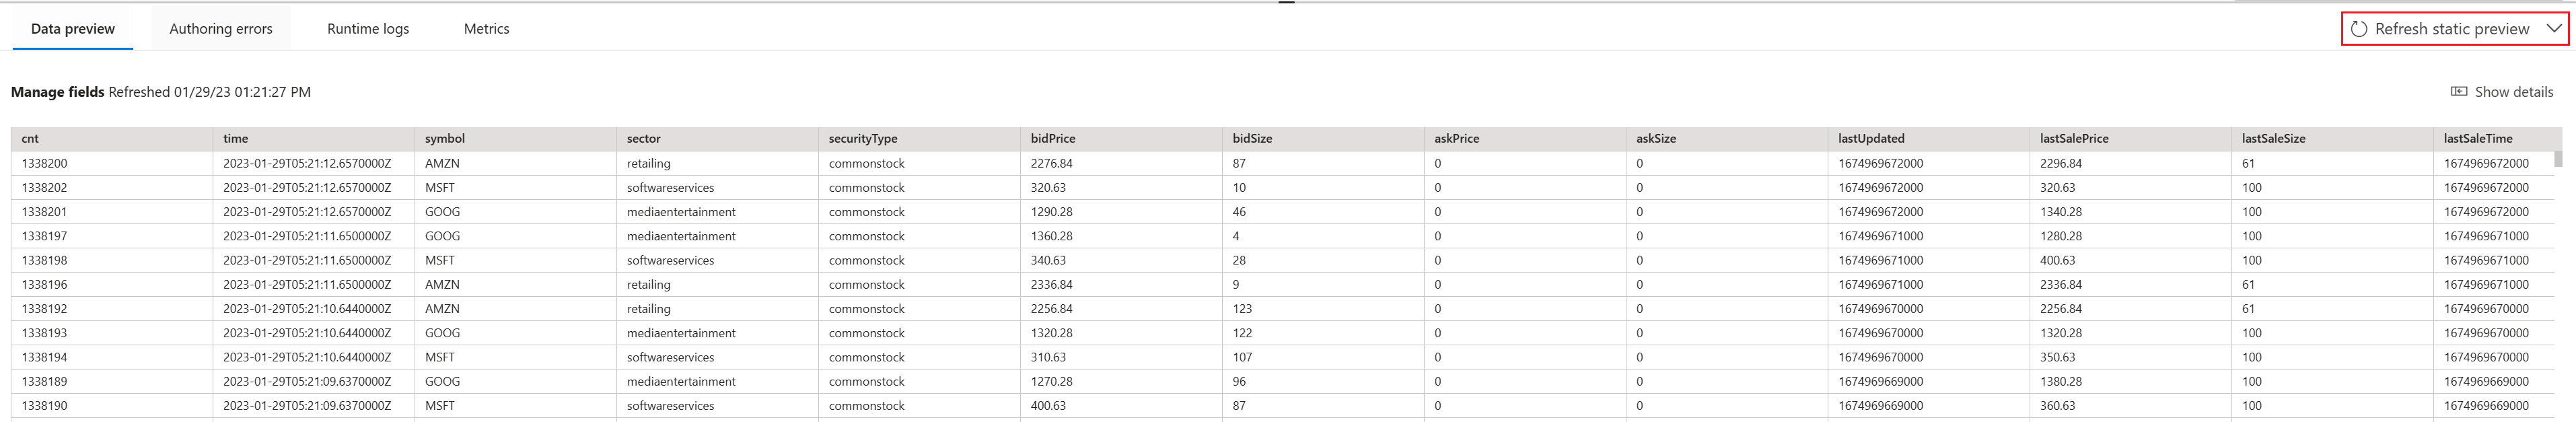 Data preview Authoring errors Runtime logs Metrics Refresh static preview
Manage fields Refreshed 01/29/23 01:21:27 PM Show details
cnt time symbol sector securityType bidPrice bidSize askPrice askSize lastUpdated lastSalePrice lastSaleSize lastSaleTime
1338200 2023-01-29T05:21:12.6570000Z AMZN retailing commonstock 2276.84 87 0 0 1674969672000 2296.84 61 1674969672000
1338202 2023-01-29T05:21:12.6570000Z MSFT softwareservices commonstock 320.63 10 0 0 1674969672000 320.63 100 1674969672000
1338201 2023-01-29T05:21:12.6570000Z GOOG mediaentertainment commonstock 1290.28 46 0 0 1674969672000 1340.28 100 1674969672000
1338197 2023-01-29T05:21:11.6500000Z GOOG mediaentertainment commonstock 1360.28 4 0 0 1674969671000 1280.28 100 1674969671000
1338198 2023-01-29T05:21:11.6500000Z MSFT softwareservices commonstock 340.63 28 0 0 1674969671000 400.63 100 1674969671000
1338196 2023-01-29T05:21:11.6500000Z AMZN retailing commonstock 2336.84 9 0 0 1674969671000 2336.84 61 1674969671000
1338192 2023-01-29T05:21:10.6440000Z AMZN retailing commonstock 2256.84 123 0 0 1674969670000 2256.84 61 1674969670000
1338193 2023-01-29T05:21:10.6440000Z GOOG mediaentertainment commonstock 1320.28 122 0 0 1674969670000 1320.28 100 1674969670000
1338194 2023-01-29T05:21:10.6440000Z MSFT softwareservices commonstock 310.63 107 0 0 1674969670000 350.63 100 1674969670000
1338189 2023-01-29T05:21:09.6370000Z GOOG mediaentertainment commonstock 1270.28 96 0 0 1674969669000 1380.28 100 1674969669000
1338190 2023-01-29T05:21:09.6370000Z MSFT softwareservices commonstock 400.63 87 0 0 1674969669000 360.63 100 1674969669000